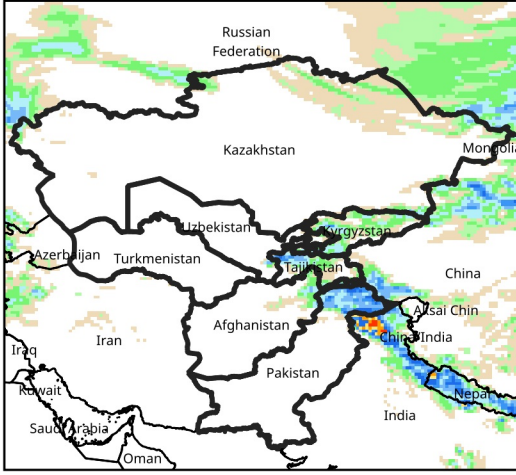 Russian
Federation
Kazakhstan
Mongolia
Uzbekistan
Kyrgyzstan
Azerbaijan
Turkmenistan
Tajikistan
China
Aksai Chin
Afghanistan
Iran
China/India
Iraq
Pakistan
Kuwait
Nepal
India
Saudi Arabia
Oman